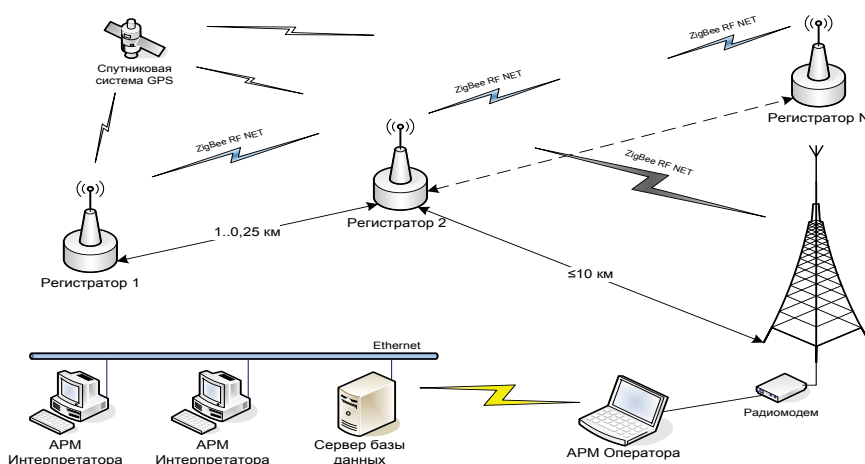 ZigBee RF NET
Спутниковая
система GPS
ZigBee RF NET
ZigBee RF NET
Регистратор N
ZigBee RF NET
Регистратор 2
1..0,25 км
Регистратор 1
≤10 км
Ethernet
Радиомодем
АРМ
Интерпретатора
АРМ
Интерпретатора
Сервер базы
данных
АРМ Оператора